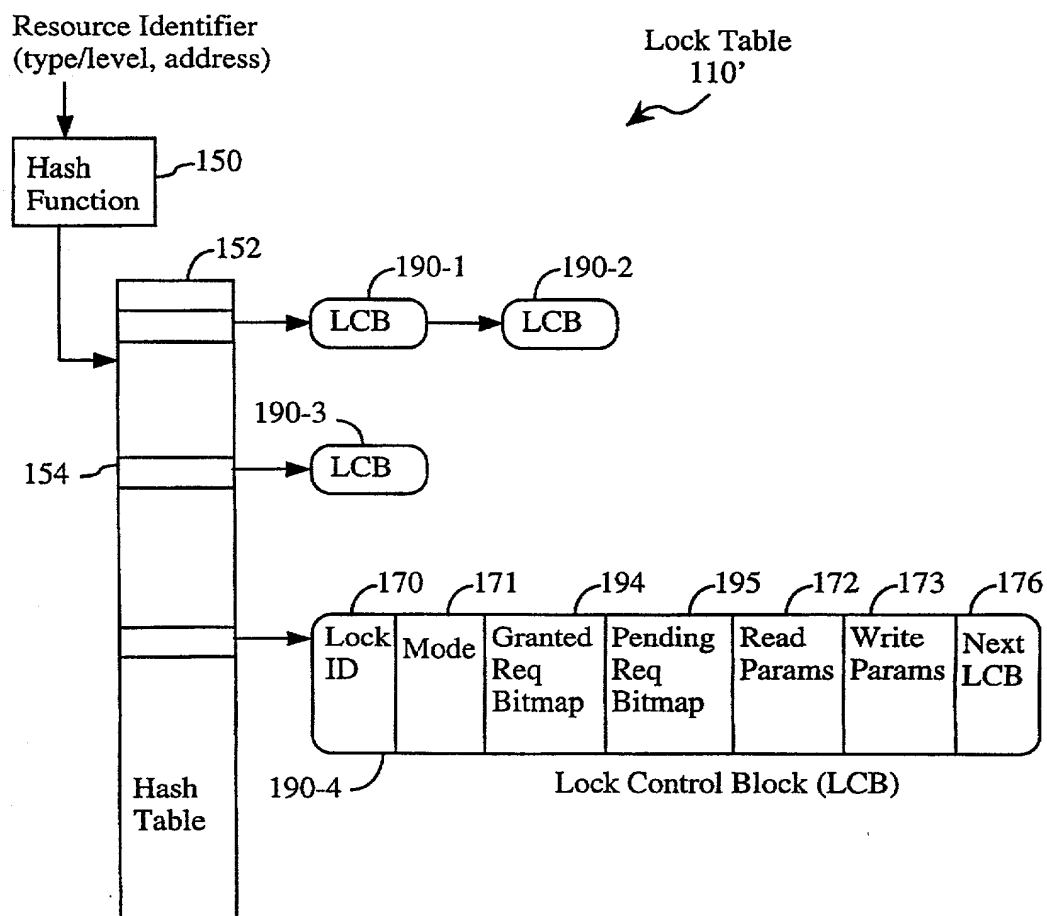 Resource Identifier
(type/level, address)
Lock Table
110'
Hash
Function
150
152
190-1
190-2
LCB
LCB
190-3
154
LCB
170
171
194
195
172
173
176
Lock
ID
Mode
Granted
Req
Bitmap
Pending
Req
Bitmap
Read
Params
Write
Params
Next
LCB
190-4
Lock Control Block (LCB)
Hash
Table